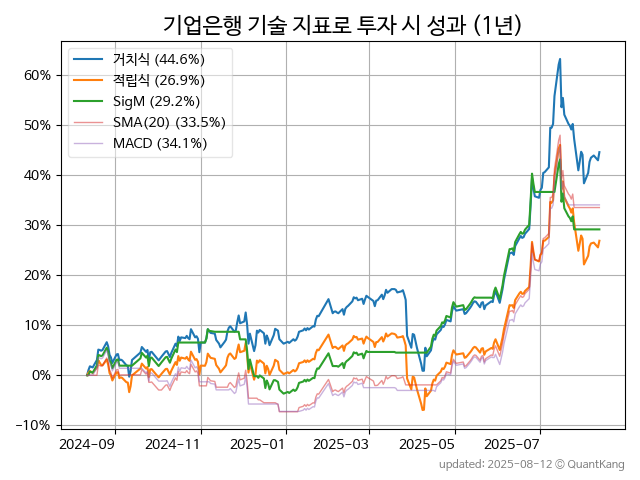 기업은행 기술 지표로 투자 시 성과 (1년)
거치식 (44.6%)
적립식 (26.9%)
SigM (29.2%)
SMA(20) (33.5%)
MACD (34.1%)
60%
50%
40%
30%
20%
10%
0%
−10%
2024-09 2024-11 2025-01 2025-03 2025-05 2025-07
updated: 2025-08-12 © QuantKang